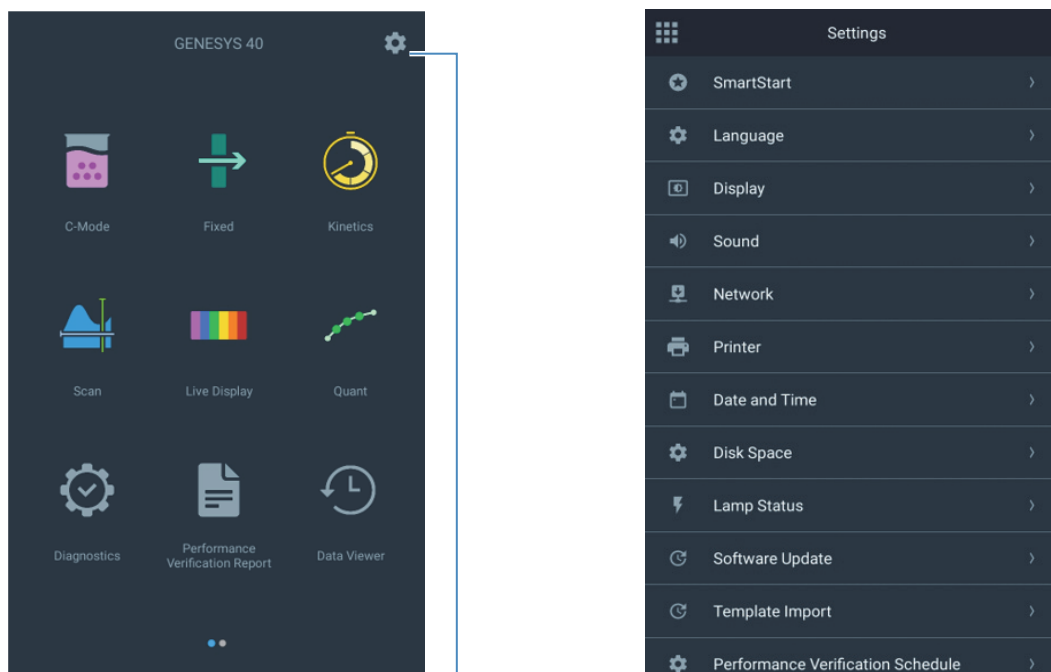 GENESYS 40
C-Mode
Fixed
Kinetics
Scan
Live Display
Quant
Diagnostics
Performance
Verification Report
Data Viewer
Settings
SmartStart
Language
Display
Sound
Network
Printer
Date and Time
Disk Space
Lamp Status
Software Update
Template Import
Performance Verification Schedule